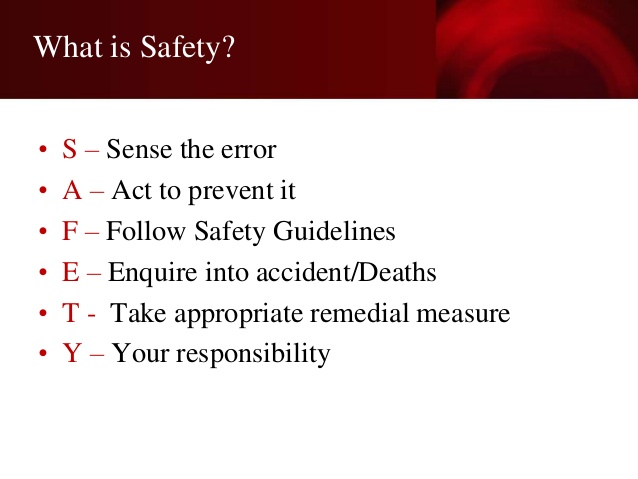 What is Safety?
• S – Sense the error
• A – Act to prevent it
• F – Follow Safety Guidelines
• E – Enquire into accident/Deaths
• T - Take appropriate remedial measure
• Y – Your responsibility